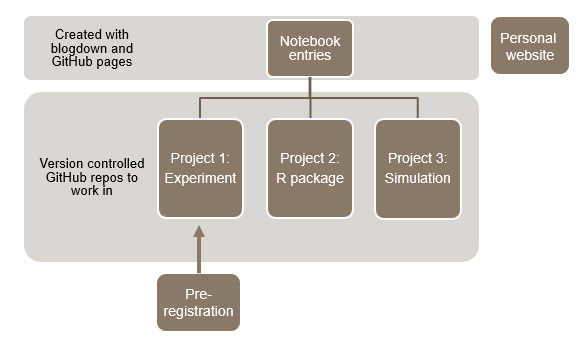 Created with
blogdown and
GitHub pages
Notebook
entries
Personal
website
Version controlled
GitHub repos to
work in
Project 1:
Experiment
Project 2:
R package
Project 3:
Simulation
Pre-
registration